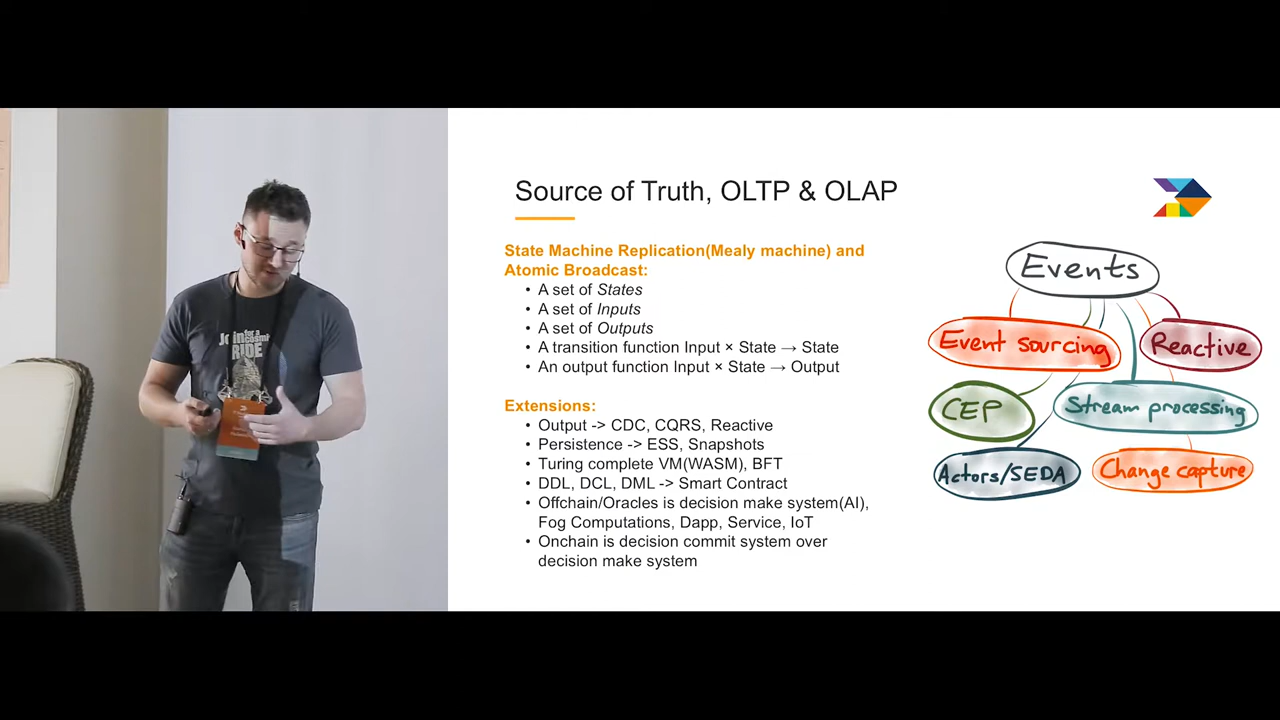 Source of Truth, OLTP & OLAP
State Machine Replication(Mealy machine) and
Atomic Broadcast:
• A set of States
• A set of Inputs
• A set of Outputs
• A transition function Input × State → State
• An output function Input × State → Output
Extensions:
• Output -> CDC, CQRS, Reactive
• Persistence -> ESS, Snapshots
• Turing complete VM(WASM), BFT
• DDL, DCL, DML -> Smart Contract
• Offchain/Oracles is decision make system(AI),
Fog Computations, Dapp, Service, IoT
• Onchain is decision commit system over
decision make system
Events
Event sourcing
Reactive
CEP
Stream processing
Actors/SEDA
Change capture
Join for a
cosmic
RIDE